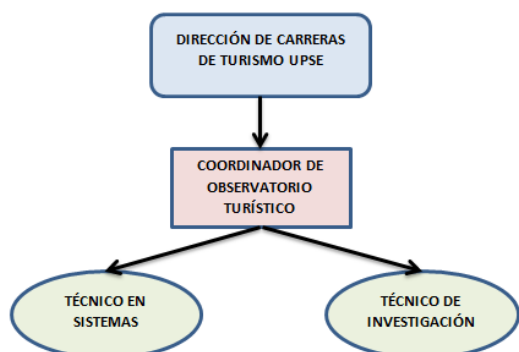 DIRECCIÓN DE CARRERAS
DE TURISMO UPSE
COORDINADOR DE
OBSERVATORIO
TURÍSTICO
TÉCNICO EN
SISTEMAS
TÉCNICO DE
INVESTIGACIÓN